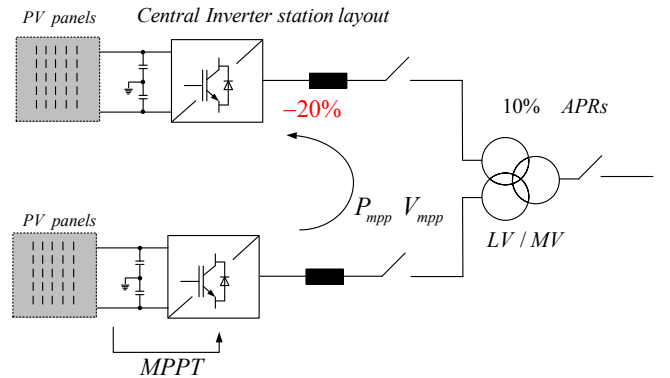 PV panels
Central Inverter station layout
−20%
10% APRs
P_mpp V_mpp
PV panels
LV / MV
MPPT